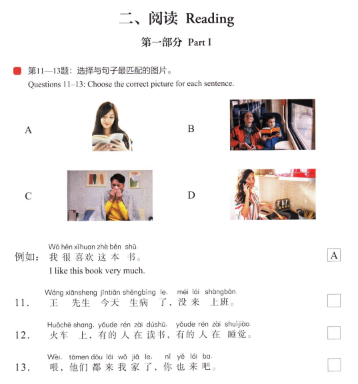 二、阅读 Reading
第一部分 Part I
第11—13题：选择与句子最匹配的图片。
Questions 11-13: Choose the correct picture for each sentence.
A
B
C
D
Wǒ hěn xǐhuan zhè běn shū.
例如： 我 很 喜欢 这 本 书。 A
I like this book very much.
Wáng xiānsheng jīntiān shēngbìng le, méi lái shàngbān.
11. 王 先生 今天 生病 了，没 来 上班。
Huǒchē shang, yǒude rén zài dúshū, yǒude rén zài shuìjiào.
12. 火车 上，有的 人 在 读书，有的 人 在 睡觉。
Wèi, tāmen dōu lái wǒ jiā le, nǐ yě lái ba.
13. 喂，他们 都 来 我 家 了，你 也 来 吧。